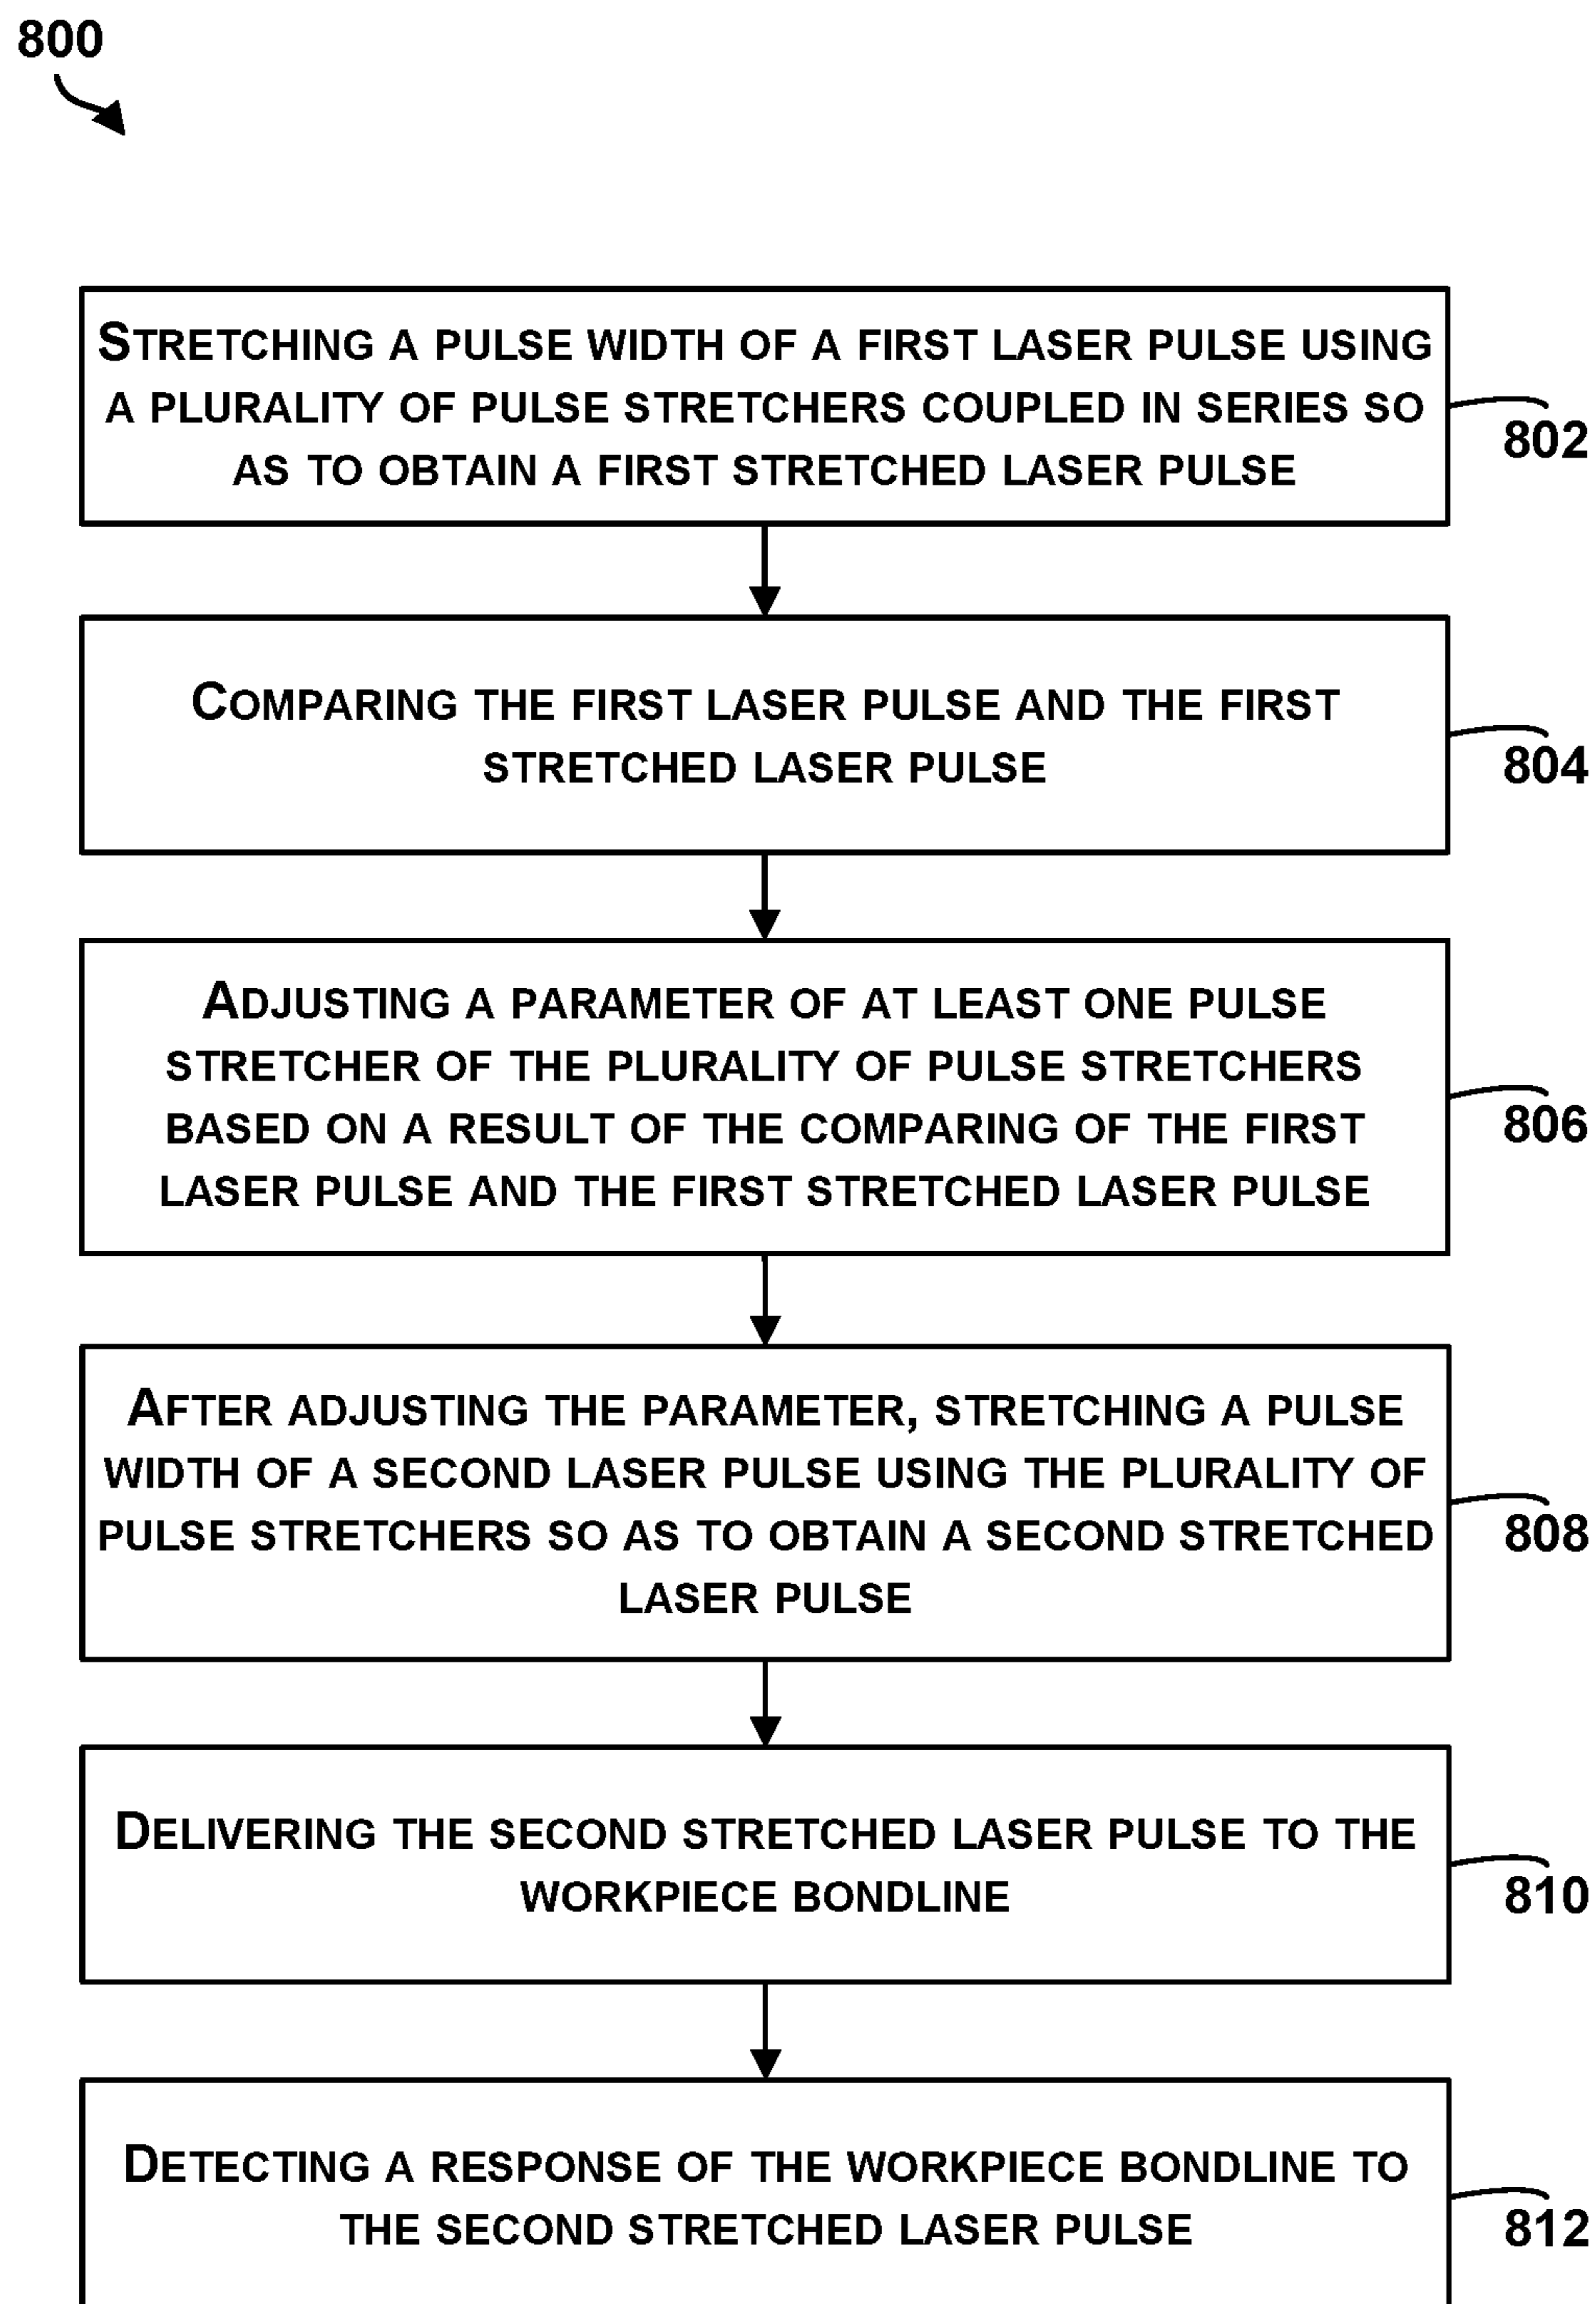 800
STRETCHING A PULSE WIDTH OF A FIRST LASER PULSE USING
A PLURALITY OF PULSE STRETCHERS COUPLED IN SERIES SO
AS TO OBTAIN A FIRST STRETCHED LASER PULSE
802
COMPARING THE FIRST LASER PULSE AND THE FIRST
STRETCHED LASER PULSE
804
ADJUSTING A PARAMETER OF AT LEAST ONE PULSE
STRETCHER OF THE PLURALITY OF PULSE STRETCHERS
BASED ON A RESULT OF THE COMPARING OF THE FIRST
LASER PULSE AND THE FIRST STRETCHED LASER PULSE
806
AFTER ADJUSTING THE PARAMETER, STRETCHING A PULSE
WIDTH OF A SECOND LASER PULSE USING THE PLURALITY OF
PULSE STRETCHERS SO AS TO OBTAIN A SECOND STRETCHED
LASER PULSE
808
DELIVERING THE SECOND STRETCHED LASER PULSE TO THE
WORKPIECE BONDLINE
810
DETECTING A RESPONSE OF THE WORKPIECE BONDLINE TO
THE SECOND STRETCHED LASER PULSE
812